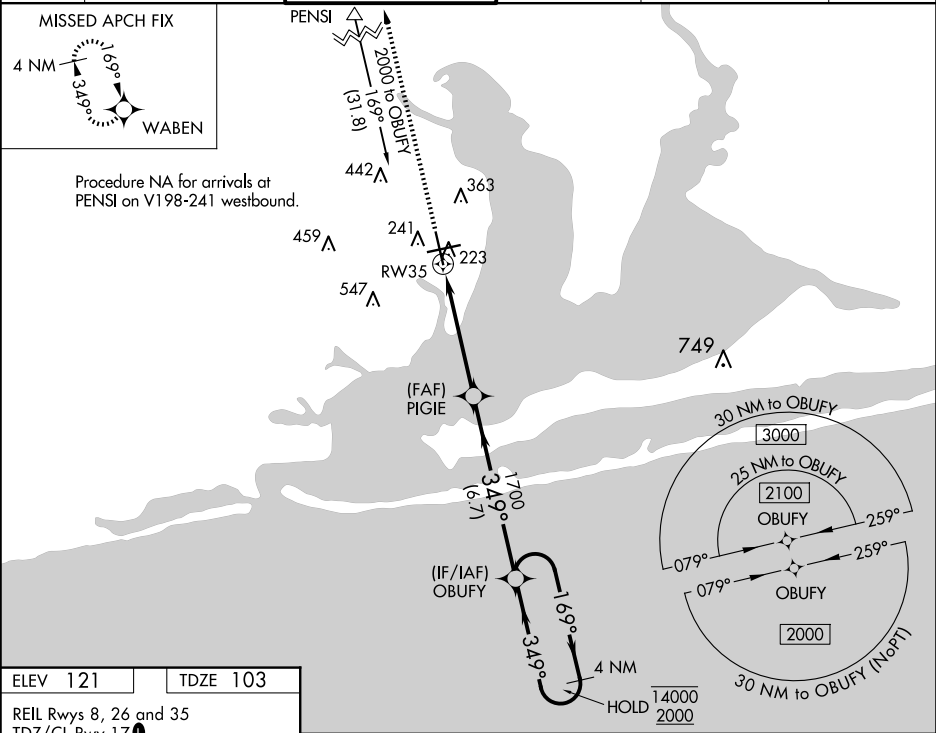 MISSED APCH FIX
4 NM
169°
349°
WABEN
PENSI
2000 to OBUFY
169°
(31.8)
Procedure NA for arrivals at
PENSI on V198-241 westbound.
442
363
459
241
223
RW35
547
749
(FAF)
PIGIE
1700
349°
(6.7)
(IF/IAF)
OBUFY
169°
349°
4 NM
HOLD
14000
2000
30 NM to OBUFY
3000
25 NM to OBUFY
2100
OBUFY
079°
259°
079°
259°
OBUFY
2000
30 NM to OBUFY (NoPT)
ELEV 121
TDZE 103
REIL Rwys 8, 26 and 35
TDZ/CL Rwy 17